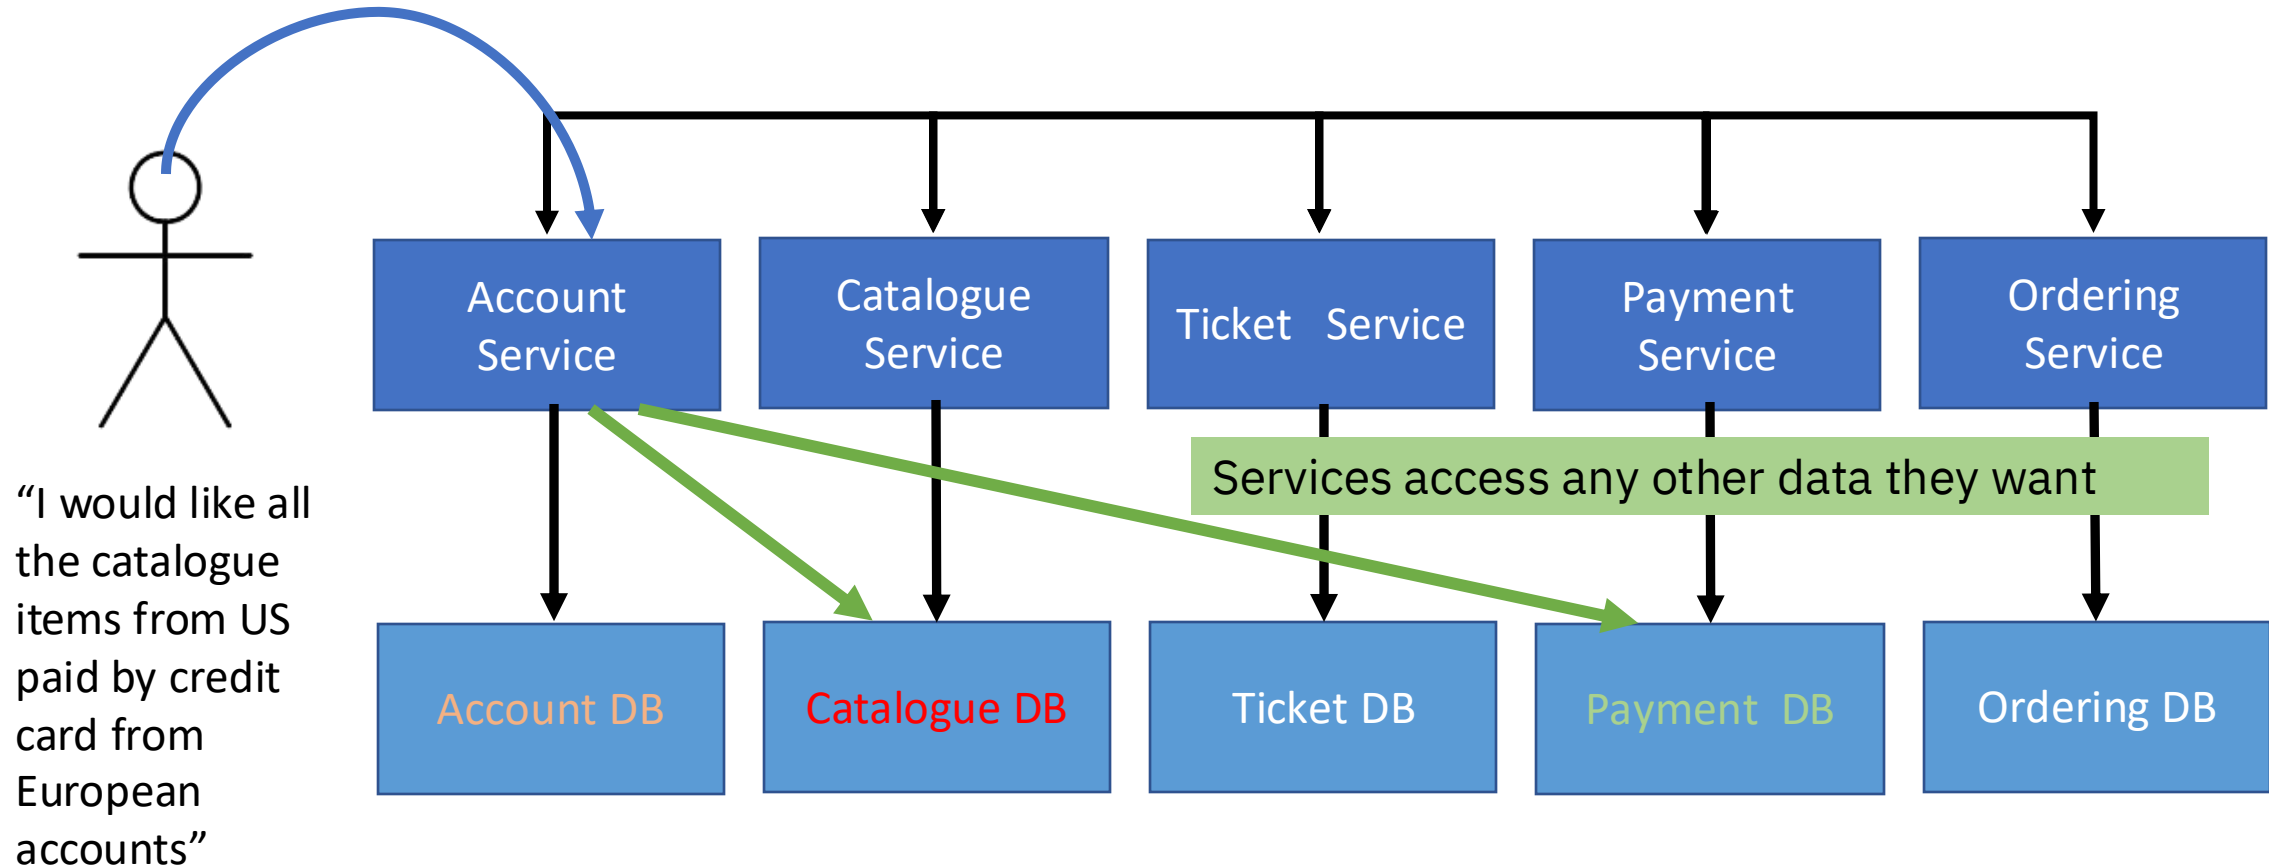 Account
Service
Catalogue
Service
Ticket Service
Payment
Service
Ordering
Service
Services access any other data they want
“I would like all
the catalogue
items from US
paid by credit
card from
European
accounts”
Account DB
Catalogue DB
Ticket DB
Payment DB
Ordering DB